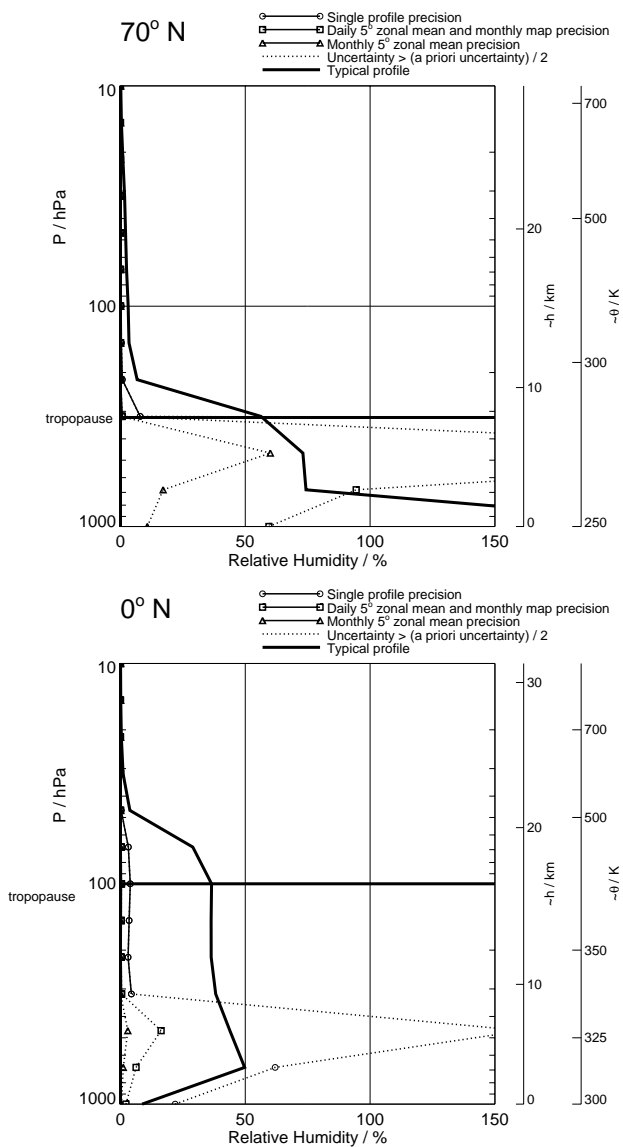 70° N
Single profile precision
Daily 5° zonal mean and monthly map precision
Monthly 5° zonal mean precision
Uncertainty > (a priori uncertainty) / 2
Typical profile
10
100
tropopause
1000
P / hPa
0 50 100 150
Relative Humidity / %
20
10
0
~h / km
700
500
300
250
~θ / K
0° N
Single profile precision
Daily 5° zonal mean and monthly map precision
Monthly 5° zonal mean precision
Uncertainty > (a priori uncertainty) / 2
Typical profile
10
100
tropopause
1000
P / hPa
0 50 100 150
Relative Humidity / %
30
20
10
0
~h / km
700
500
350
325
300
~θ / K